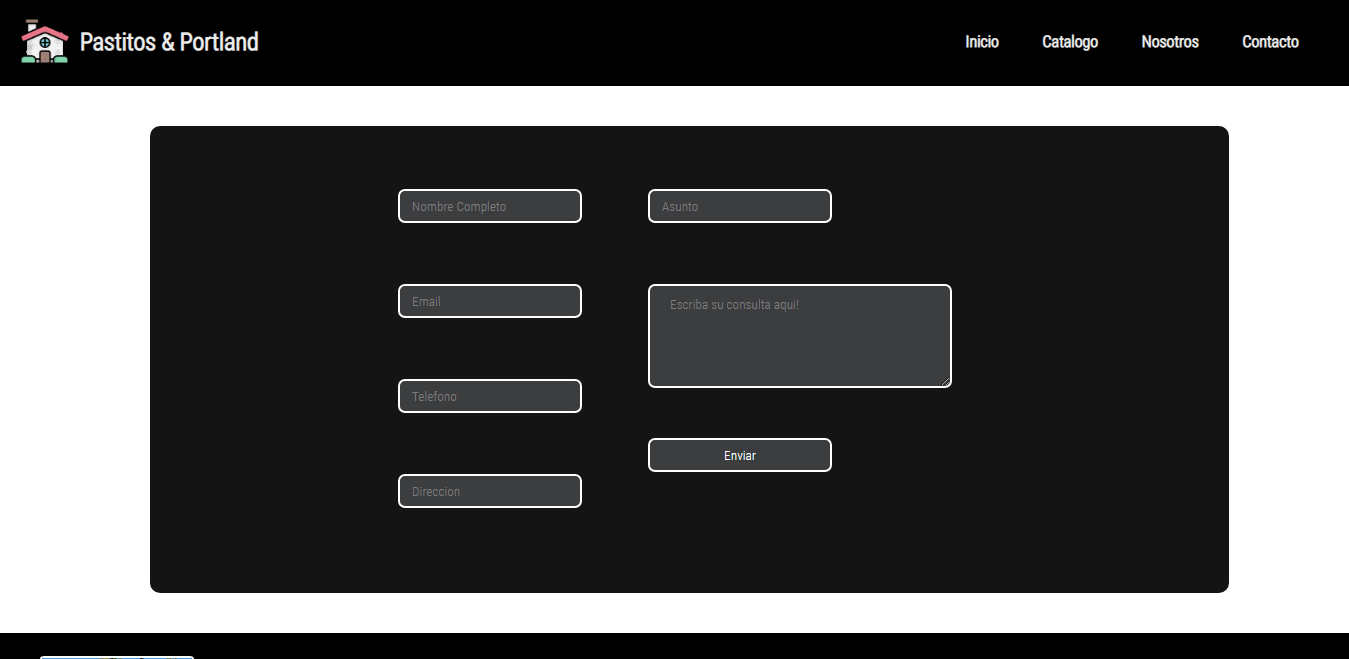 Pastitos & Portland
Inicio
Catalogo
Nosotros
Contacto
Nombre Completo
Asunto
Email
Escriba su consulta aqui!
Telefono
Enviar
Direccion